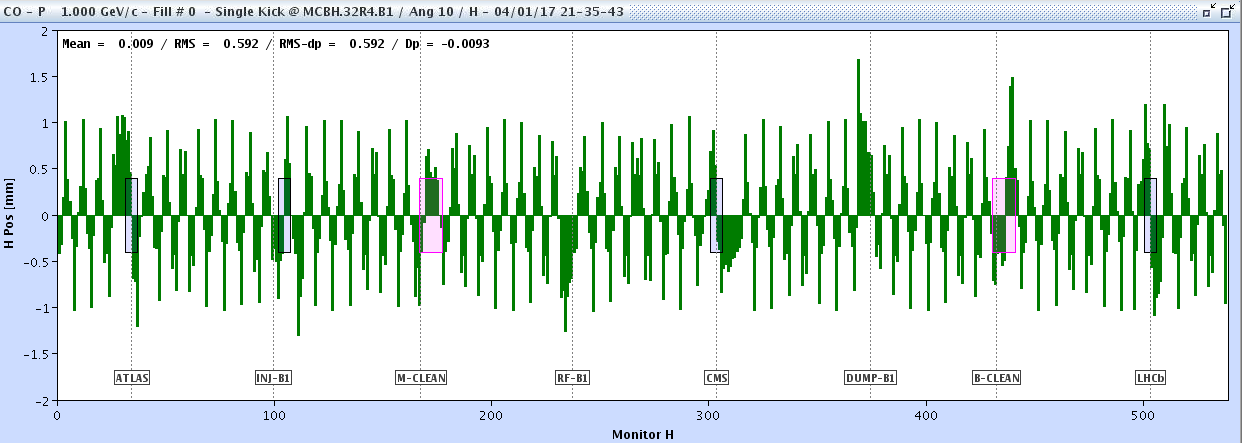 CO - P 1.000 GeV/c - Fill # 0 - Single Kick @ MCBH.32R4.B1 / Ang 10 / H - 04/01/17 21-35-43
Mean = 0.009 / RMS = 0.592 / RMS-dp = 0.592 / Dp = -0.0093
2
1.5
1
0.5
0
-0.5
-1
-1.5
-2
H Pos [mm]
ATLAS INJ-B1 M-CLEAN RF-B1 CMS DUMP-B1 B-CLEAN LHCb
0 100 200 300 400 500
Monitor H